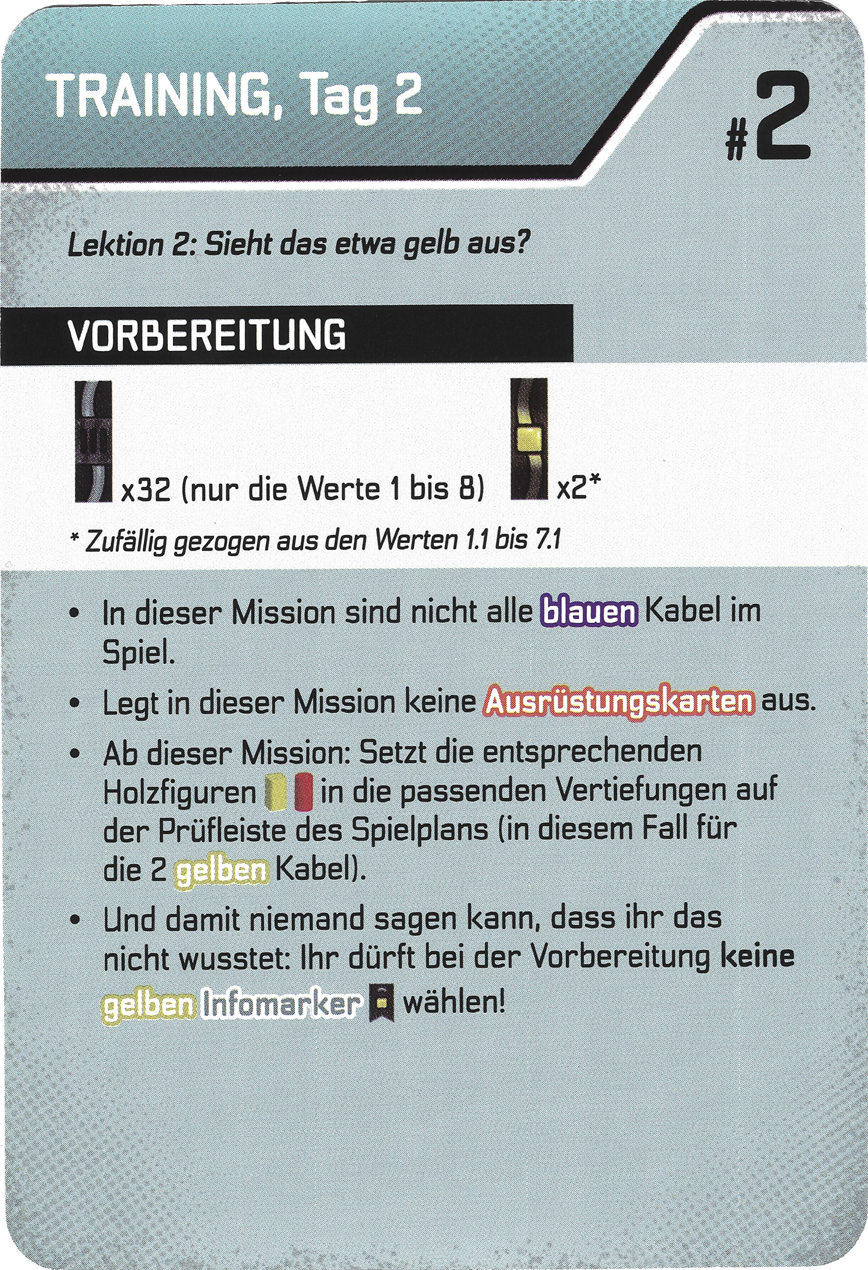 TRAINING, Tag 2
#2
Lektion 2: Sieht das etwa gelb aus?
VORBEREITUNG
x32 (nur die Werte 1 bis 8) x2*
* Zufällig gezogen aus den Werten 1.1 bis 7.1
• In dieser Mission sind nicht alle blauen Kabel im
Spiel.
• Legt in dieser Mission keine Ausrüstungskarten aus.
• Ab dieser Mission: Setzt die entsprechenden
Holzfiguren in die passenden Vertiefungen auf
der Prüfleiste des Spielplans (in diesem Fall für
die 2 gelben Kabel).
• Und damit niemand sagen kann, dass ihr das
nicht wusstet: Ihr dürft bei der Vorbereitung keine
gelben Infomarker wählen!